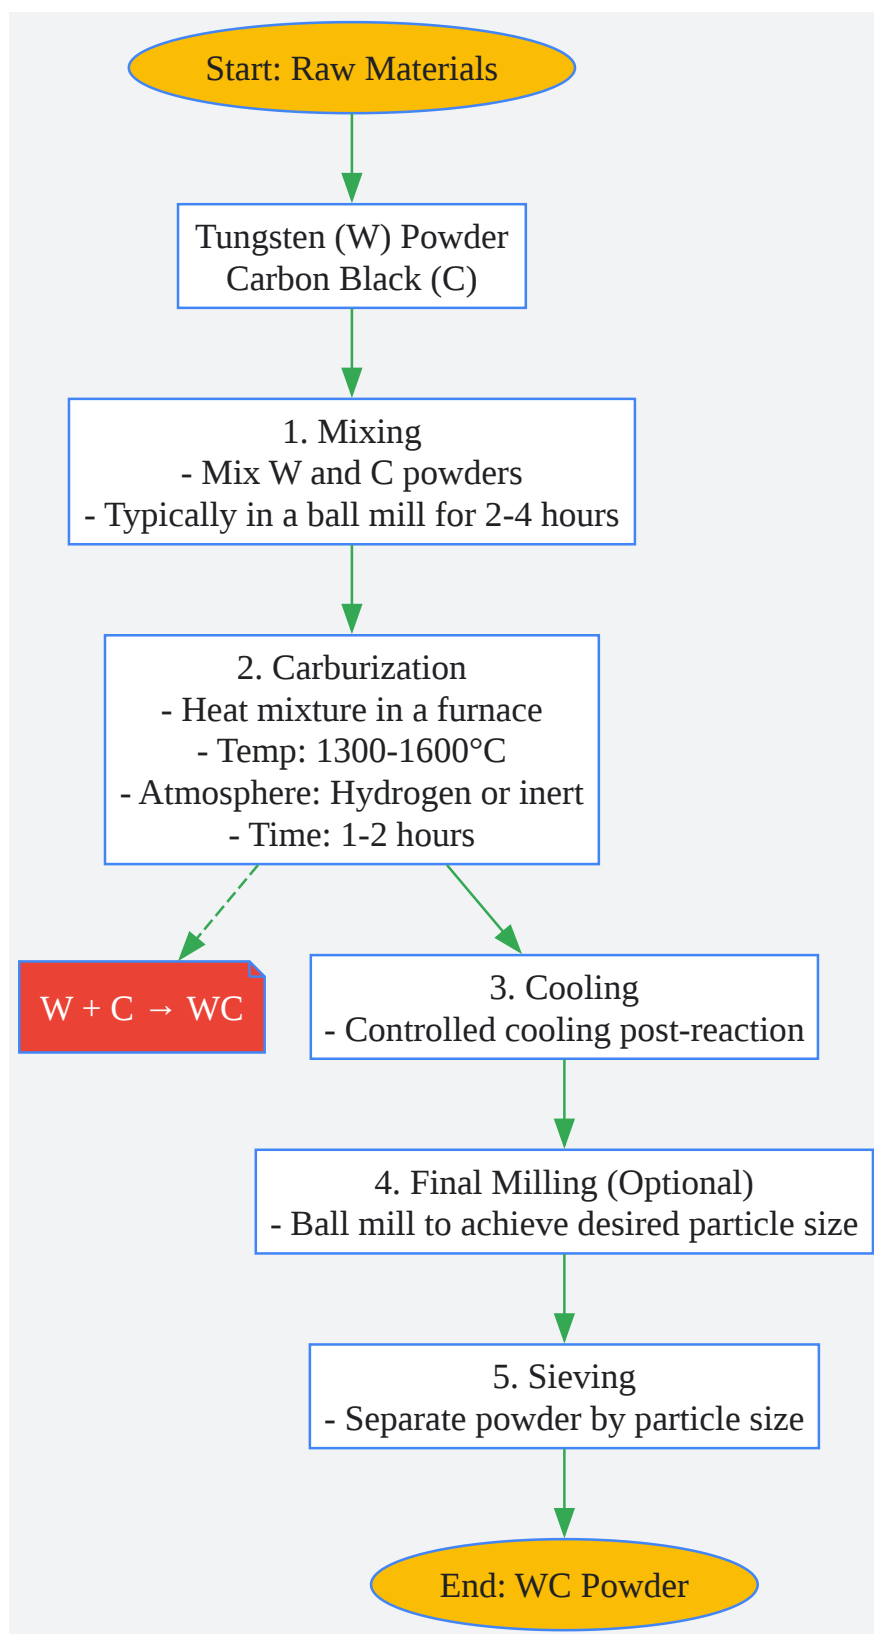 Start: Raw Materials
Tungsten (W) Powder
Carbon Black (C)
1. Mixing
- Mix W and C powders
- Typically in a ball mill for 2-4 hours
2. Carburization
- Heat mixture in a furnace
- Temp: 1300-1600°C
- Atmosphere: Hydrogen or inert
- Time: 1-2 hours
W + C → WC
3. Cooling
- Controlled cooling post-reaction
4. Final Milling (Optional)
- Ball mill to achieve desired particle size
5. Sieving
- Separate powder by particle size
End: WC Powder